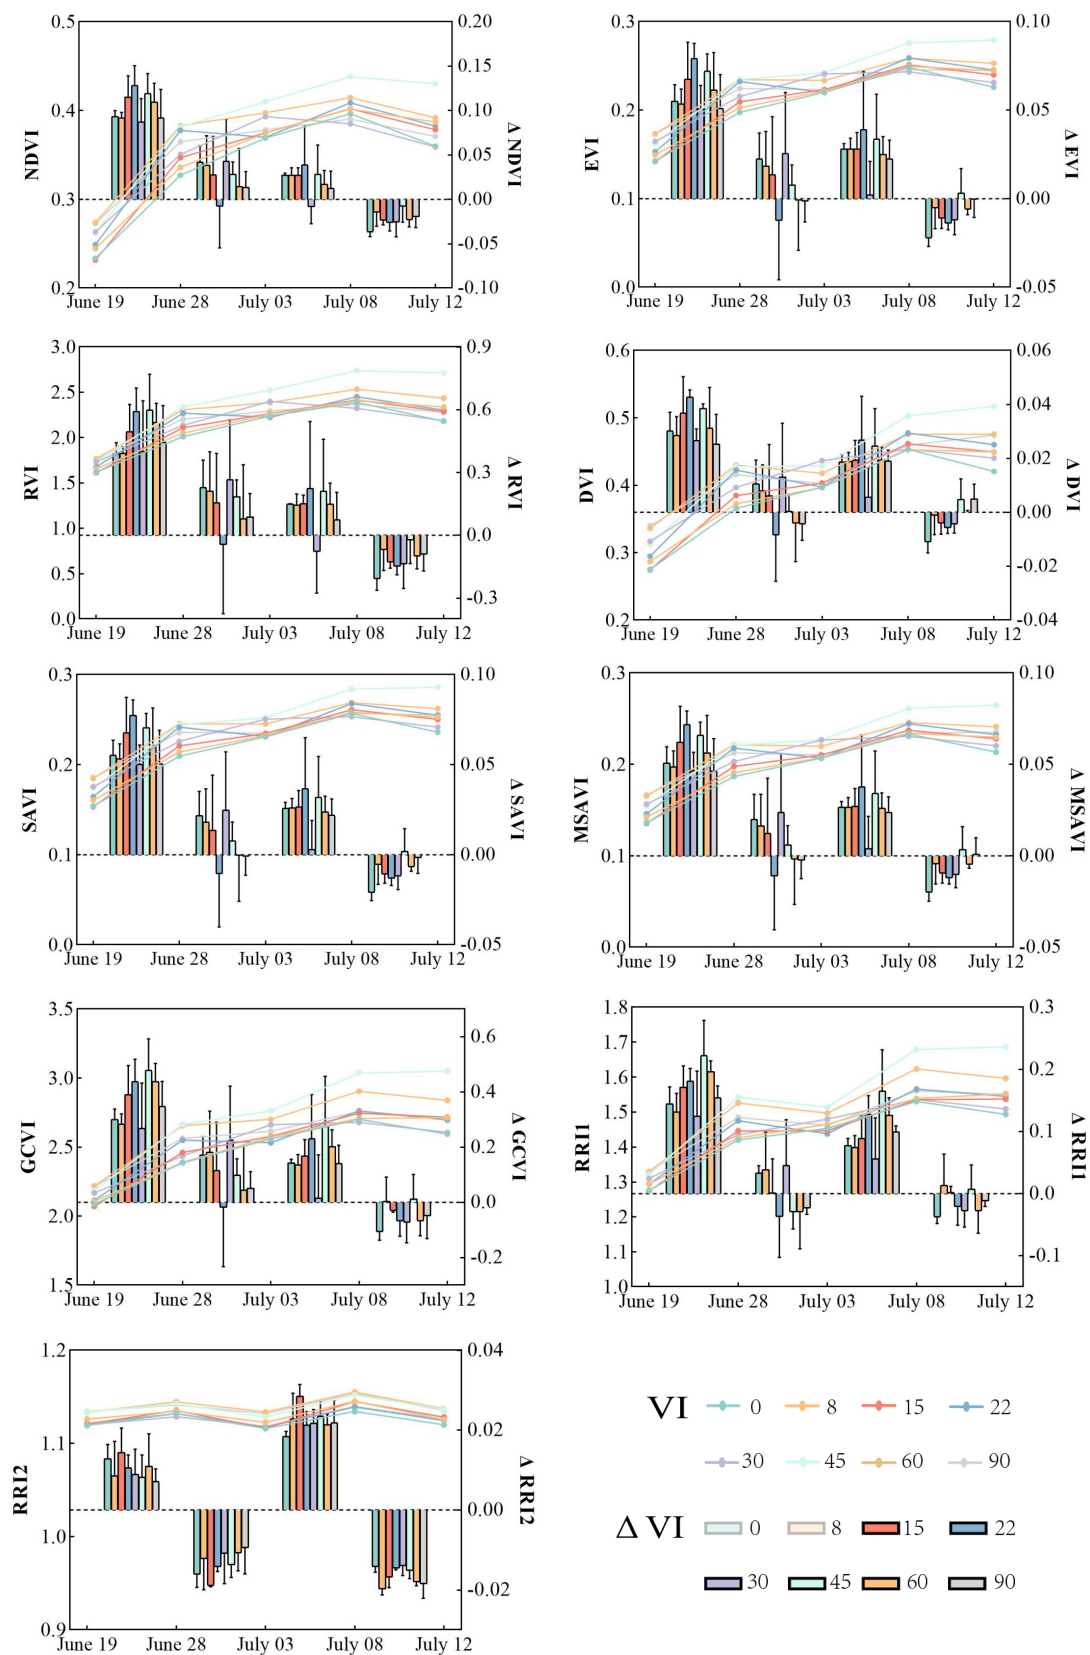 NDVI
0.5
0.4
0.3
0.2
0.20
0.15
0.10
0.05
0.00
-0.05
-0.10
Δ NDVI
June 19 June 28 July 03 July 08 July 12
EVI
0.3
0.2
0.1
0.0
0.10
0.05
0.00
-0.05
Δ EVI
June 19 June 28 July 03 July 08 July 12
RVI
3.0
2.5
2.0
1.5
1.0
0.5
0.0
0.9
0.6
0.3
0.0
-0.3
Δ RVI
June 19 June 28 July 03 July 08 July 12
DVI
0.6
0.5
0.4
0.3
0.2
0.06
0.04
0.02
0.00
-0.02
-0.04
Δ DVI
June 19 June 28 July 03 July 08 July 12
SAVI
0.3
0.2
0.1
0.0
0.10
0.05
0.00
-0.05
Δ SAVI
June 19 June 28 July 03 July 08 July 12
MSAVI
0.3
0.2
0.1
0.0
0.10
0.05
0.00
-0.05
Δ MSAVI
June 19 June 28 July 03 July 08 July 12
GCVI
3.5
3.0
2.5
2.0
1.5
0.6
0.4
0.2
0.0
-0.2
Δ GCVI
June 19 June 28 July 03 July 08 July 12
RRI1
1.8
1.7
1.6
1.5
1.4
1.3
1.2
1.1
1.0
0.3
0.2
0.1
0.0
-0.1
Δ RRI1
June 19 June 28 July 03 July 08 July 12
RRI2
1.2
1.1
1.0
0.9
0.04
0.02
0.00
-0.02
Δ RRI2
June 19 June 28 July 03 July 08 July 12
VI 0 8 15 22
30 45 60 90
Δ VI 0 8 15 22
30 45 60 90